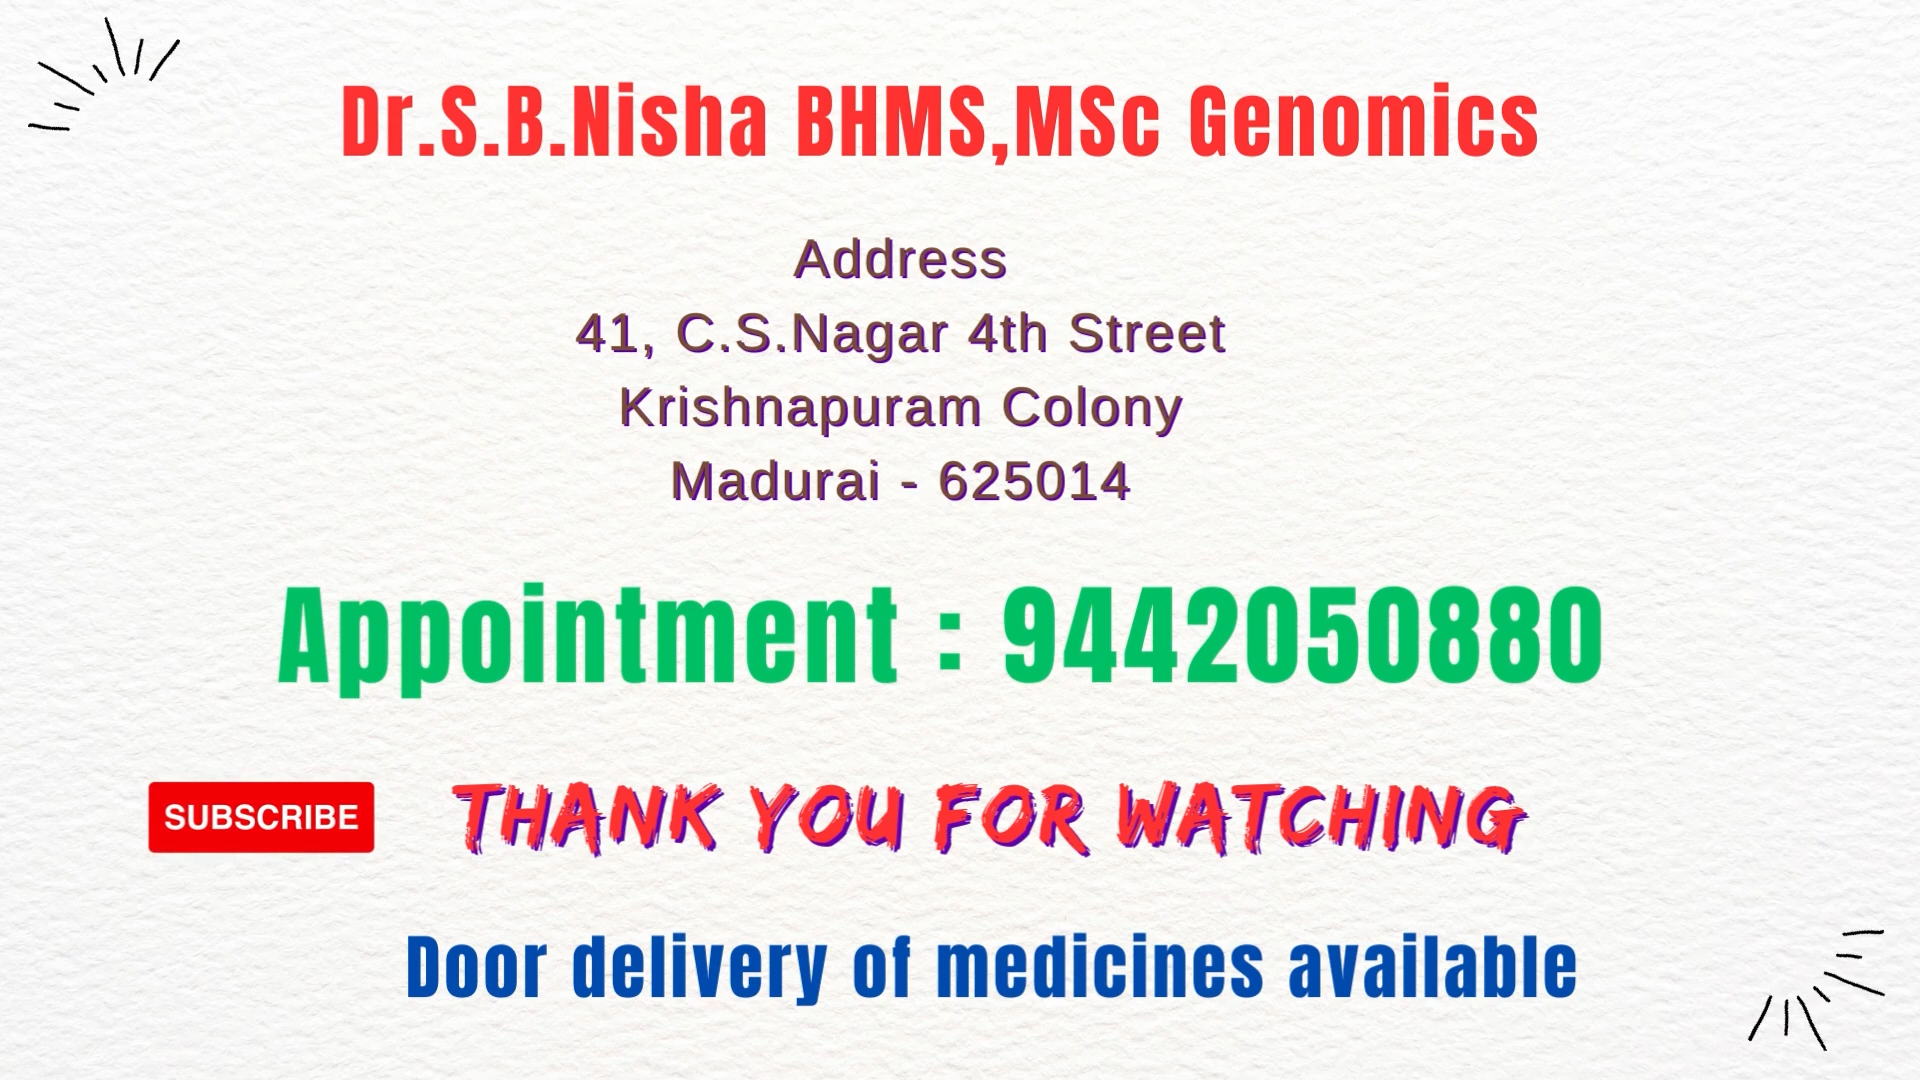 Dr.S.B.Nisha BHMS,MSc Genomics
Address
41, C.S.Nagar 4th Street
Krishnapuram Colony
Madurai - 625014
Appointment : 9442050880
SUBSCRIBE
THANK YOU FOR WATCHING
Door delivery of medicines available